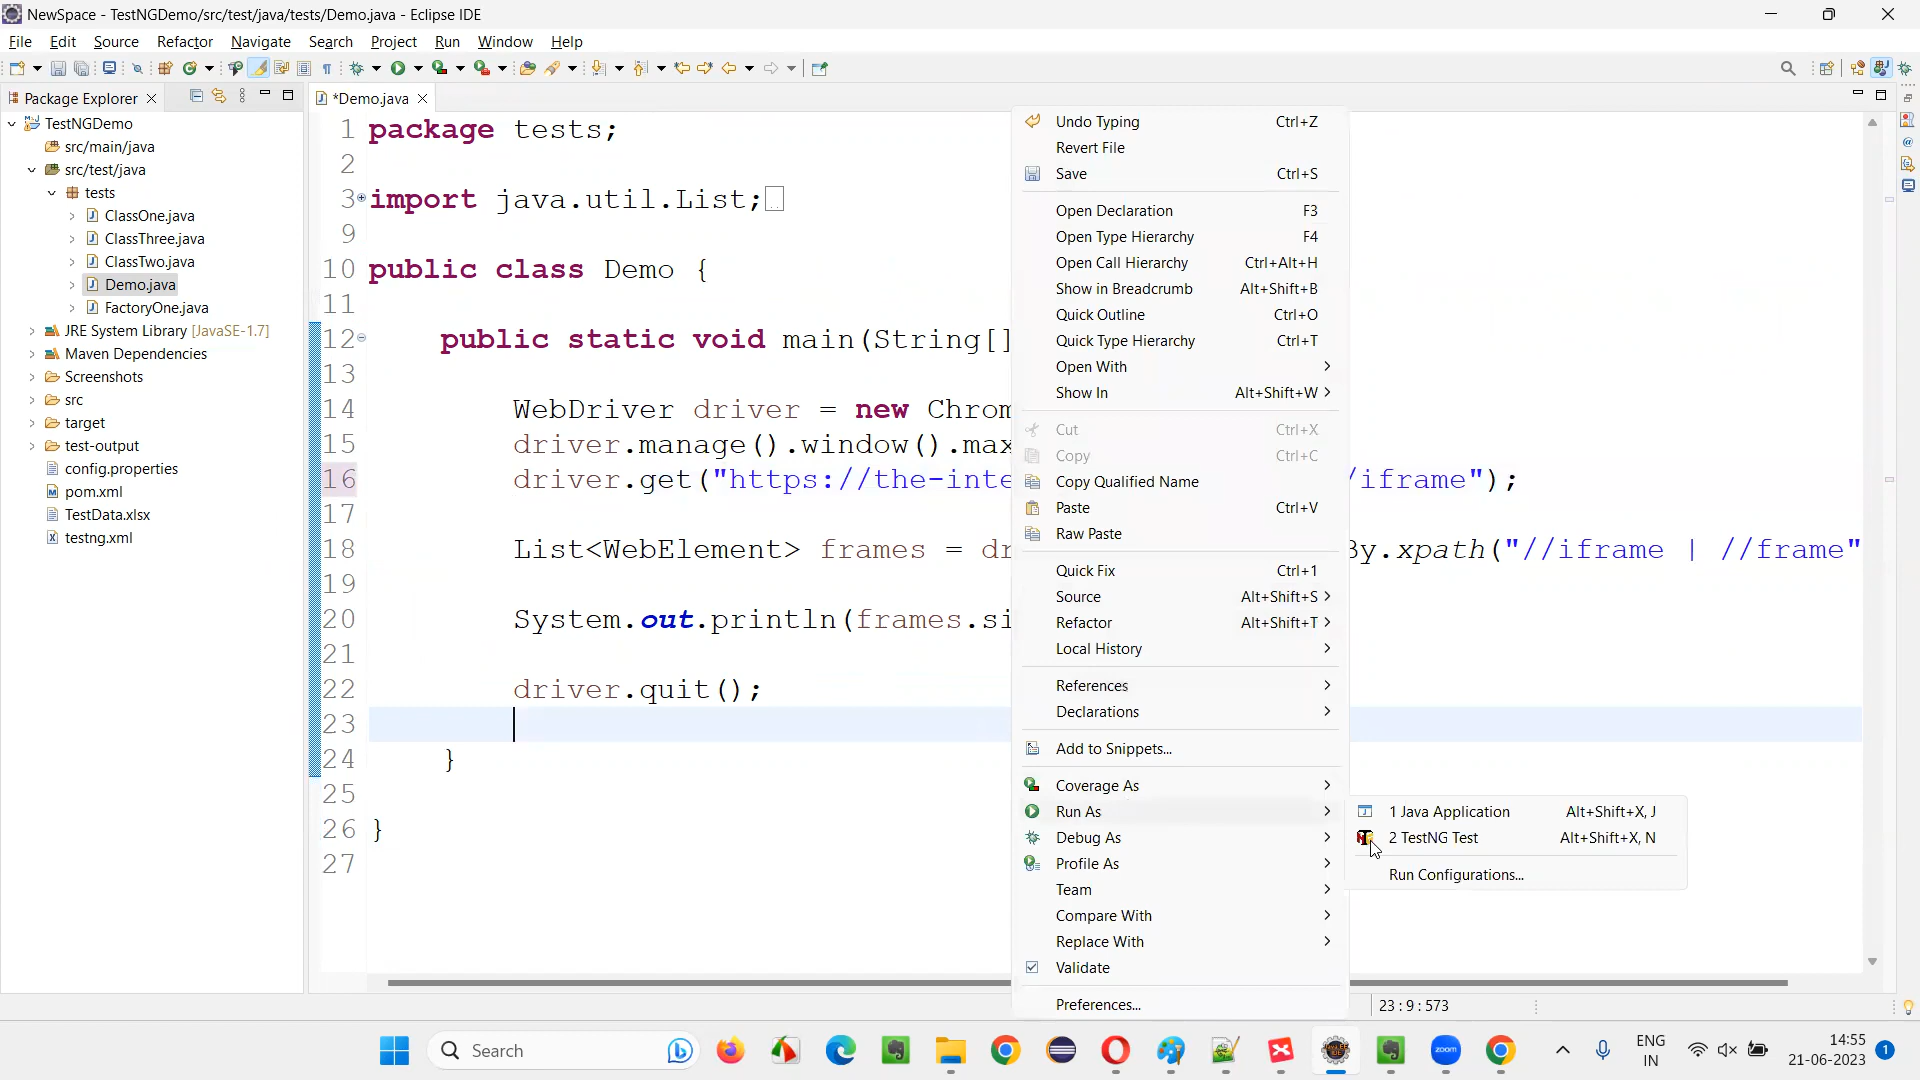 NewSpace - TestNGDemo/src/test/java/tests/Demo.java - Eclipse IDE
File Edit Source Refactor Navigate Search Project Run Window Help
Package Explorer
TestNGDemo
src/main/java
src/test/java
tests
ClassOne.java
ClassThree.java
ClassTwo.java
Demo.java
FactoryOne.java
JRE System Library [JavaSE-1.7]
Maven Dependencies
Screenshots
src
target
test-output
config.properties
pom.xml
TestData.xlsx
testng.xml
*Demo.java
1 package tests;
2
3 import java.util.List;
9
10 public class Demo {
11
12 public static void main(String[]
13
14 WebDriver driver = new Chrom
15 driver.manage().window().max
16 driver.get("https://the-inte /iframe");
17
18 List<WebElement> frames = dr By.xpath("//iframe | //frame"
19
20 System.out.println(frames.si
21
22 driver.quit();
23
24 }
25
26 }
27
Undo Typing Ctrl+Z
Revert File
Save Ctrl+S
Open Declaration F3
Open Type Hierarchy F4
Open Call Hierarchy Ctrl+Alt+H
Show in Breadcrumb Alt+Shift+B
Quick Outline Ctrl+O
Quick Type Hierarchy Ctrl+T
Open With
Show In Alt+Shift+W
Cut Ctrl+X
Copy Ctrl+C
Copy Qualified Name
Paste Ctrl+V
Raw Paste
Quick Fix Ctrl+1
Source Alt+Shift+S
Refactor Alt+Shift+T
Local History
References
Declarations
Add to Snippets...
Coverage As
Run As
Debug As
Profile As
Team
Compare With
Replace With
Validate
Preferences...
1 Java Application Alt+Shift+X, J
2 TestNG Test Alt+Shift+X, N
Run Configurations...
23 : 9 : 573
Search
zoom
ENG
IN
14:55
21-06-2023
1